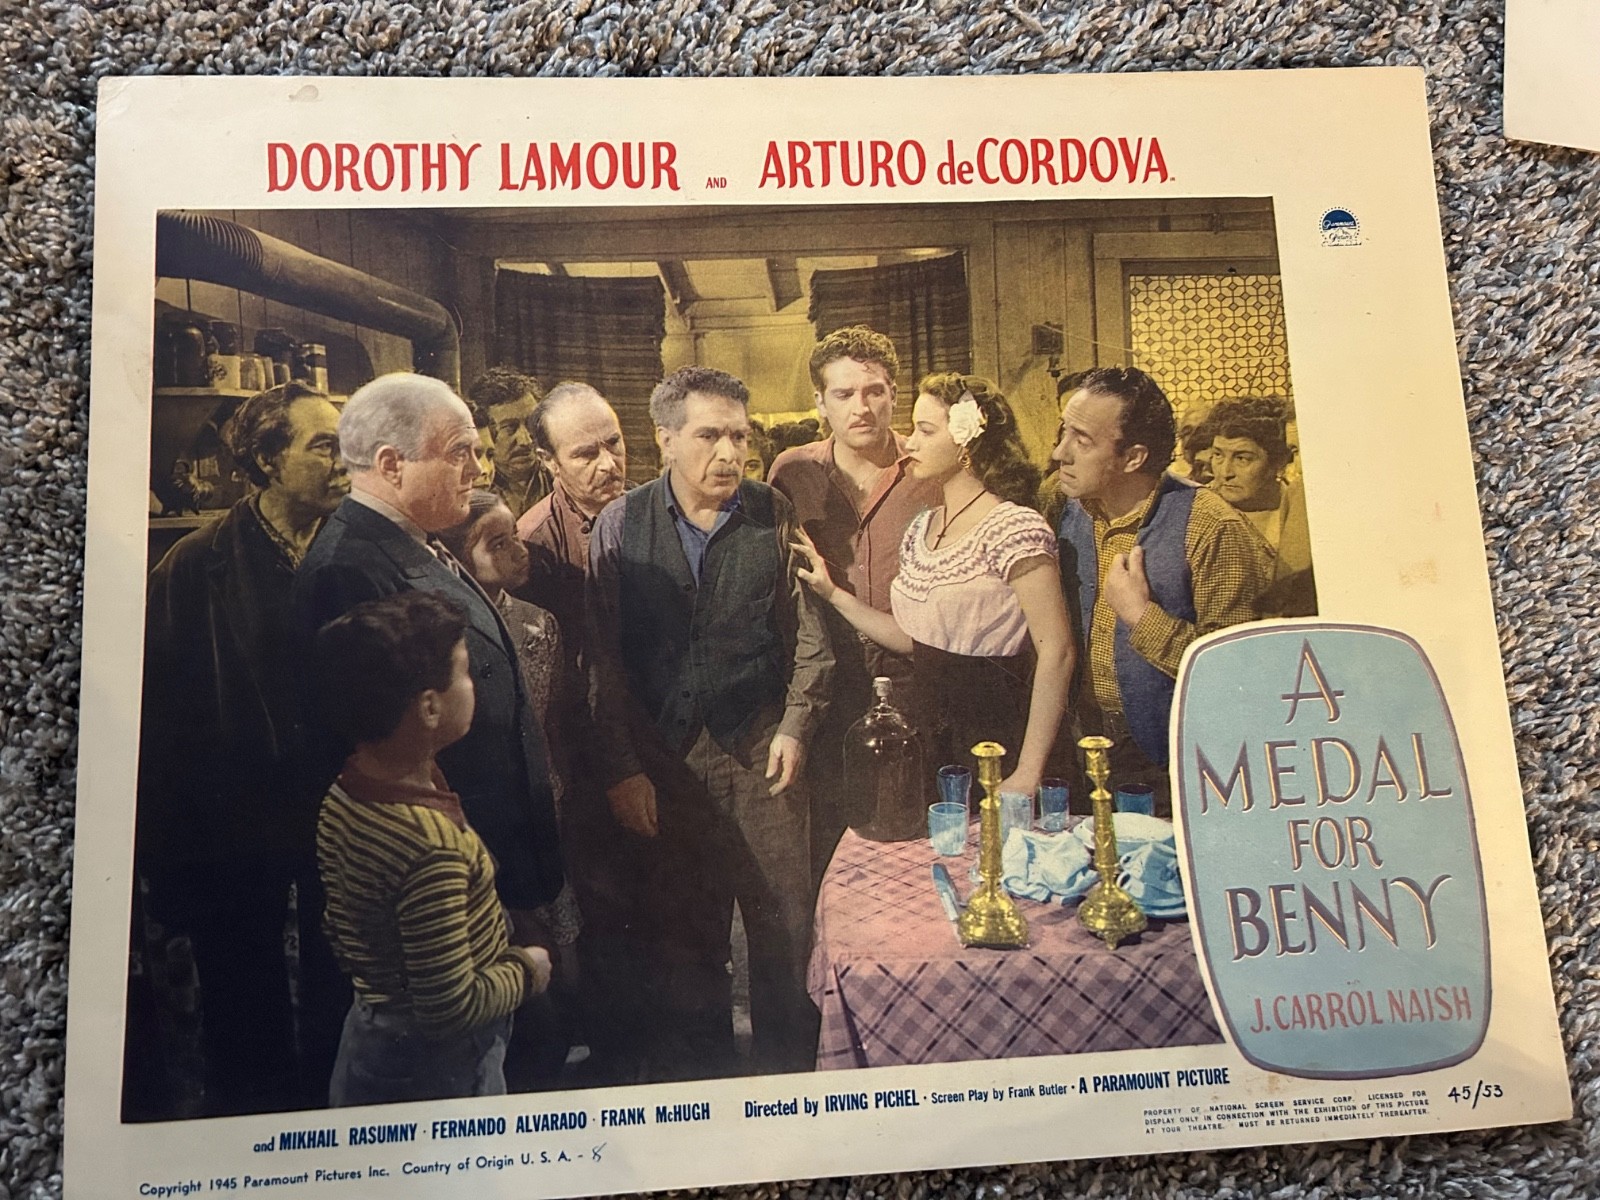 DOROTHY LAMOUR AND ARTURO deCORDOVA
Paramount
A
MEDAL
FOR
BENNY
J. CARROL NAISH
and MIKHAIL RASUMNY · FERNANDO ALVARADO · FRANK McHUGH Directed by IRVING PICHEL · Screen Play by Frank Butler · A PARAMOUNT PICTURE
Copyright 1945 Paramount Pictures Inc. Country of Origin U. S. A. - 8
PROPERTY OF NATIONAL SCREEN SERVICE CORP. LICENSED FOR
DISPLAY ONLY IN CONNECTION WITH THE EXHIBITION OF THIS PICTURE
AT YOUR THEATRE. MUST BE RETURNED IMMEDIATELY THEREAFTER.
45/53